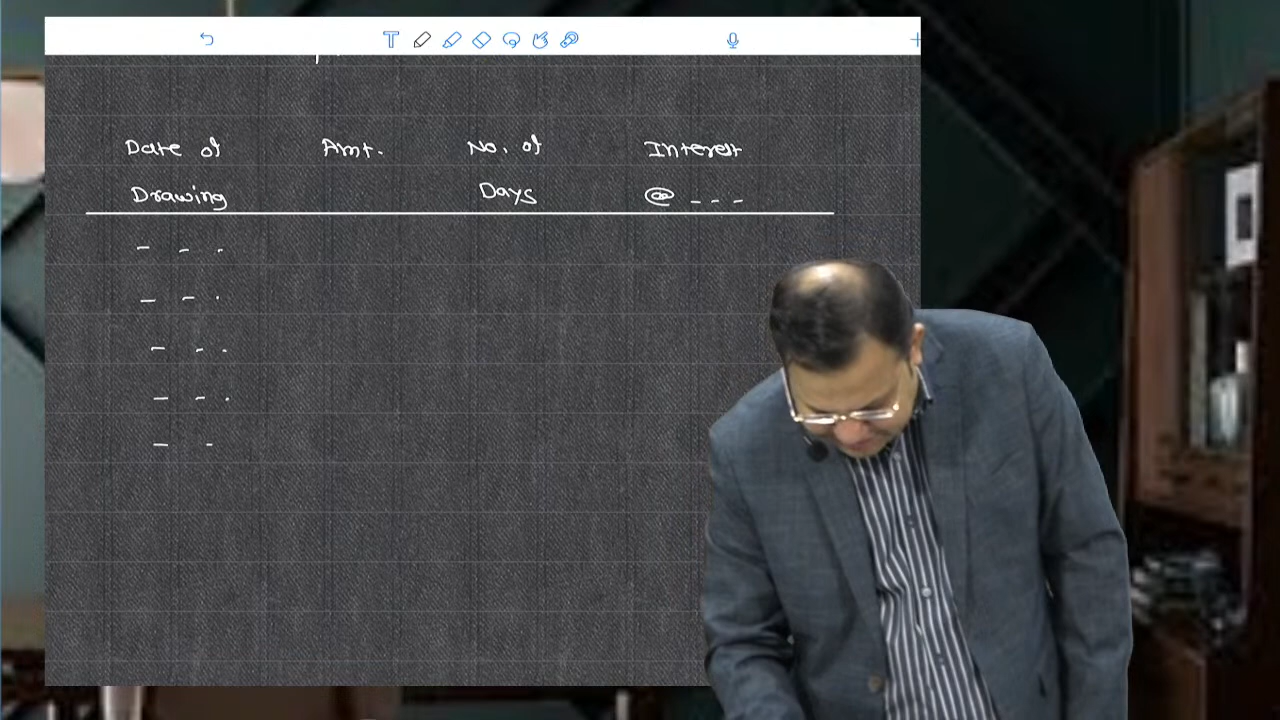 Date of Amt. No. of Interest
Drawing Days @ - - -
- - .
- - .
- - .
- - .
- -